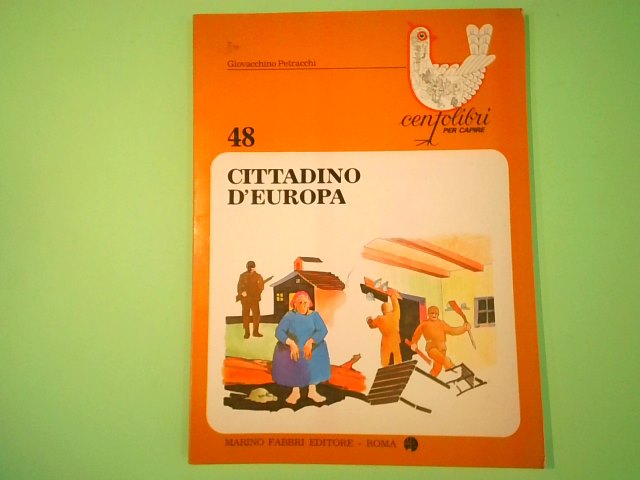 Giovacchino Petracchi
centolibri
PER CAPIRE
48
CITTADINO
D'EUROPA
MARINO FABBRI EDITORE - ROMA